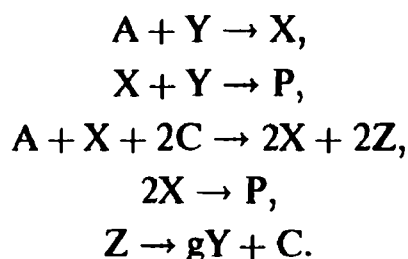 A + Y → X,
X + Y → P,
A + X + 2C → 2X + 2Z,
2X → P,
Z → gY + C.